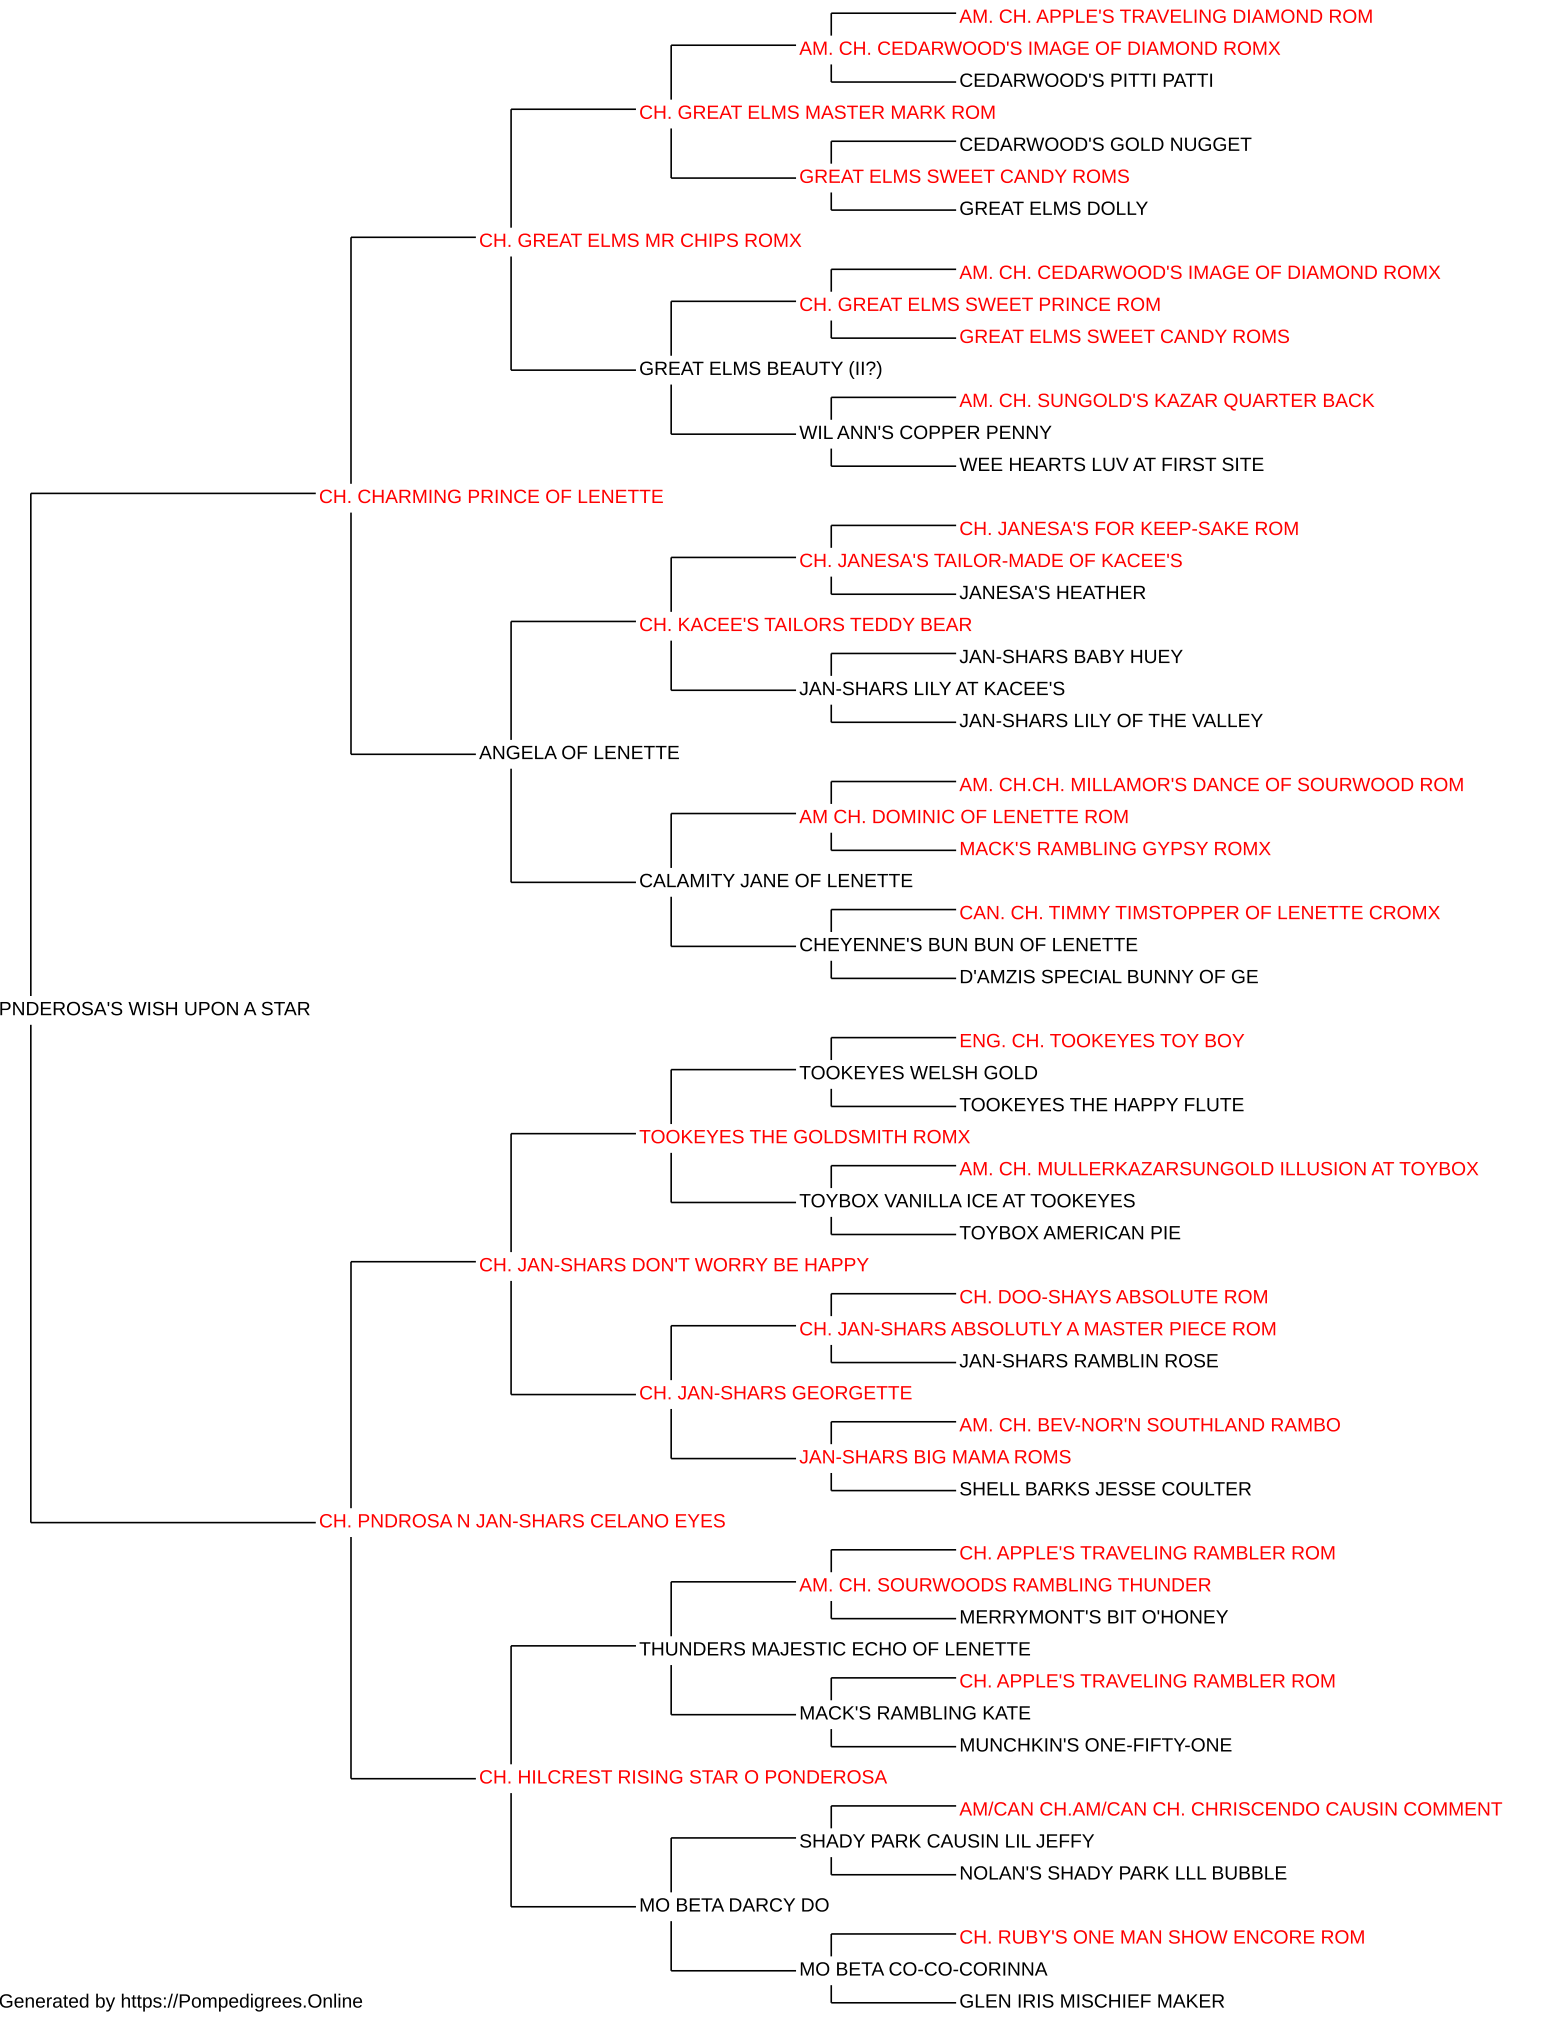 AM. CH. APPLE'S TRAVELING DIAMOND ROM
AM. CH. CEDARWOOD'S IMAGE OF DIAMOND ROMX
CEDARWOOD'S PITTI PATTI
CH. GREAT ELMS MASTER MARK ROM
CEDARWOOD'S GOLD NUGGET
GREAT ELMS SWEET CANDY ROMS
GREAT ELMS DOLLY
CH. GREAT ELMS MR CHIPS ROMX
AM. CH. CEDARWOOD'S IMAGE OF DIAMOND ROMX
CH. GREAT ELMS SWEET PRINCE ROM
GREAT ELMS SWEET CANDY ROMS
GREAT ELMS BEAUTY (II?)
AM. CH. SUNGOLD'S KAZAR QUARTER BACK
WIL ANN'S COPPER PENNY
WEE HEARTS LUV AT FIRST SITE
CH. CHARMING PRINCE OF LENETTE
CH. JANESA'S FOR KEEP-SAKE ROM
CH. JANESA'S TAILOR-MADE OF KACEE'S
JANESA'S HEATHER
CH. KACEE'S TAILORS TEDDY BEAR
JAN-SHARS BABY HUEY
JAN-SHARS LILY AT KACEE'S
JAN-SHARS LILY OF THE VALLEY
ANGELA OF LENETTE
AM. CH.CH. MILLAMOR'S DANCE OF SOURWOOD ROM
AM CH. DOMINIC OF LENETTE ROM
MACK'S RAMBLING GYPSY ROMX
CALAMITY JANE OF LENETTE
CAN. CH. TIMMY TIMSTOPPER OF LENETTE CROMX
CHEYENNE'S BUN BUN OF LENETTE
D'AMZIS SPECIAL BUNNY OF GE
PNDEROSA'S WISH UPON A STAR
ENG. CH. TOOKEYES TOY BOY
TOOKEYES WELSH GOLD
TOOKEYES THE HAPPY FLUTE
TOOKEYES THE GOLDSMITH ROMX
AM. CH. MULLERKAZARSUNGOLD ILLUSION AT TOYBOX
TOYBOX VANILLA ICE AT TOOKEYES
TOYBOX AMERICAN PIE
CH. JAN-SHARS DON'T WORRY BE HAPPY
CH. DOO-SHAYS ABSOLUTE ROM
CH. JAN-SHARS ABSOLUTLY A MASTER PIECE ROM
JAN-SHARS RAMBLIN ROSE
CH. JAN-SHARS GEORGETTE
AM. CH. BEV-NOR'N SOUTHLAND RAMBO
JAN-SHARS BIG MAMA ROMS
SHELL BARKS JESSE COULTER
CH. PNDROSA N JAN-SHARS CELANO EYES
CH. APPLE'S TRAVELING RAMBLER ROM
AM. CH. SOURWOODS RAMBLING THUNDER
MERRYMONT'S BIT O'HONEY
THUNDERS MAJESTIC ECHO OF LENETTE
CH. APPLE'S TRAVELING RAMBLER ROM
MACK'S RAMBLING KATE
MUNCHKIN'S ONE-FIFTY-ONE
CH. HILCREST RISING STAR O PONDEROSA
AM/CAN CH.AM/CAN CH. CHRISCENDO CAUSIN COMMENT
SHADY PARK CAUSIN LIL JEFFY
NOLAN'S SHADY PARK LLL BUBBLE
MO BETA DARCY DO
CH. RUBY'S ONE MAN SHOW ENCORE ROM
MO BETA CO-CO-CORINNA
GLEN IRIS MISCHIEF MAKER
Generated by https://Pompedigrees.Online